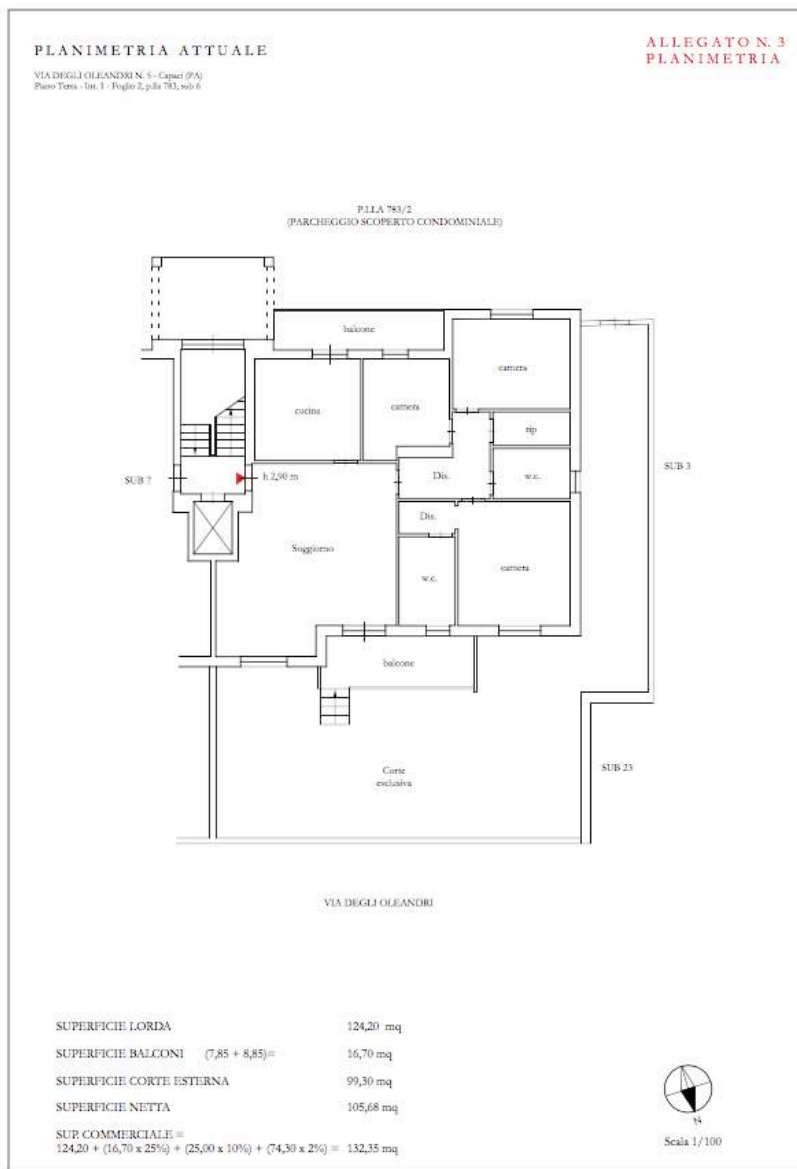 PLANIMETRIA ATTUALE
ALLEGATO N. 3
PLANIMETRIA
VIA DEGLI OLEANDRI N. 5 - Capaci (PA)
Piano Terra - Int. 1 - Foglio 2, p.lla 783, sub 6
P.LLA 783/2
(PARCHEGGIO SCOPERTO CONDOMINIALE)
balcone
camera
cucina
camera
rip
SUB 7
h 2,90 m
Dis.
w.c.
SUB 3
Dis.
Soggiorno
w.c.
camera
balcone
Corte
esclusiva
SUB 23
VIA DEGLI OLEANDRI
SUPERFICIE LORDA 124,20 mq
SUPERFICIE BALCONI (7,85 + 8,85)= 16,70 mq
SUPERFICIE CORTE ESTERNA 99,30 mq
SUPERFICIE NETTA 105,68 mq
SUP. COMMERCIALE =
124,20 + (16,70 x 25%) + (25,00 x 10%) + (74,30 x 2%) = 132,35 mq
N
Scala 1/100